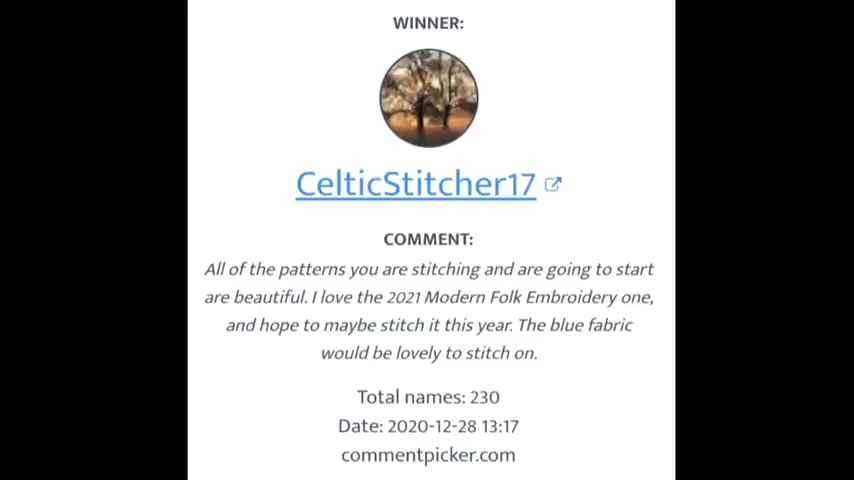 WINNER:
CelticStitcher17
COMMENT:
All of the patterns you are stitching and are going to start
are beautiful. I love the 2021 Modern Folk Embroidery one,
and hope to maybe stitch it this year. The blue fabric
would be lovely to stitch on.
Total names: 230
Date: 2020-12-28 13:17
commentpicker.com